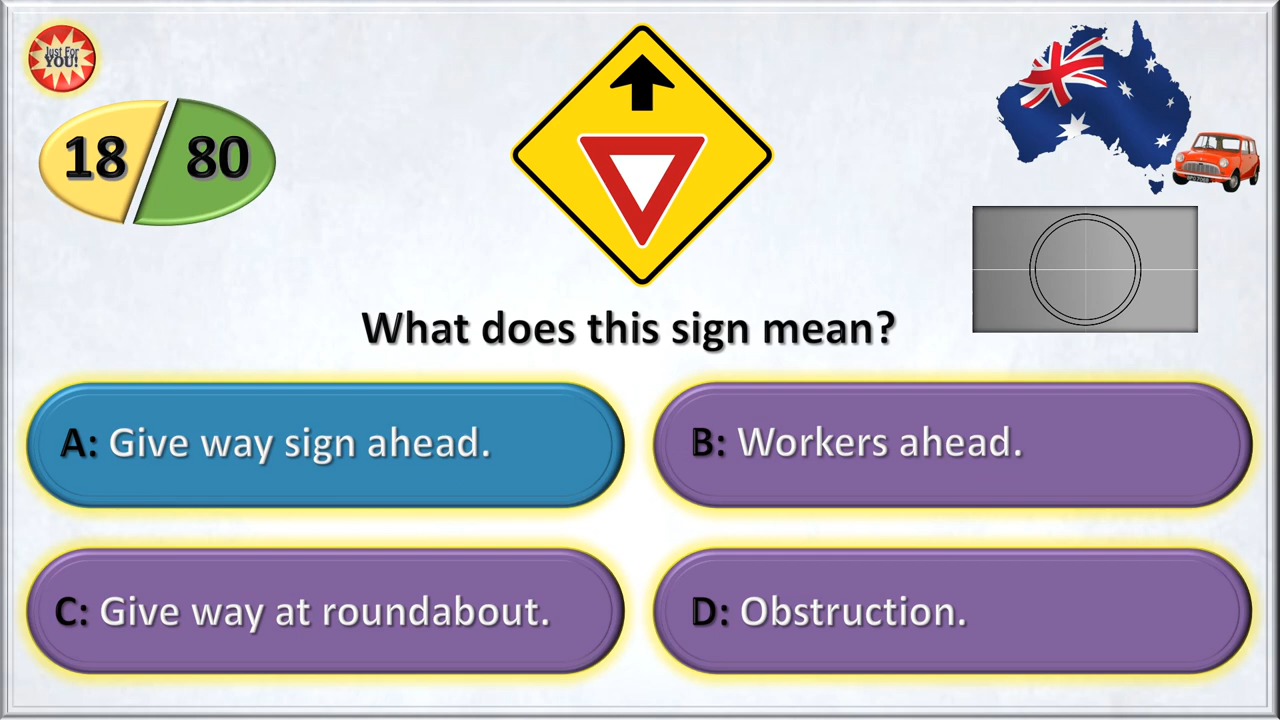 Just For
YOU!
18 80
What does this sign mean?
A: Give way sign ahead.
B: Workers ahead.
C: Give way at roundabout.
D: Obstruction.